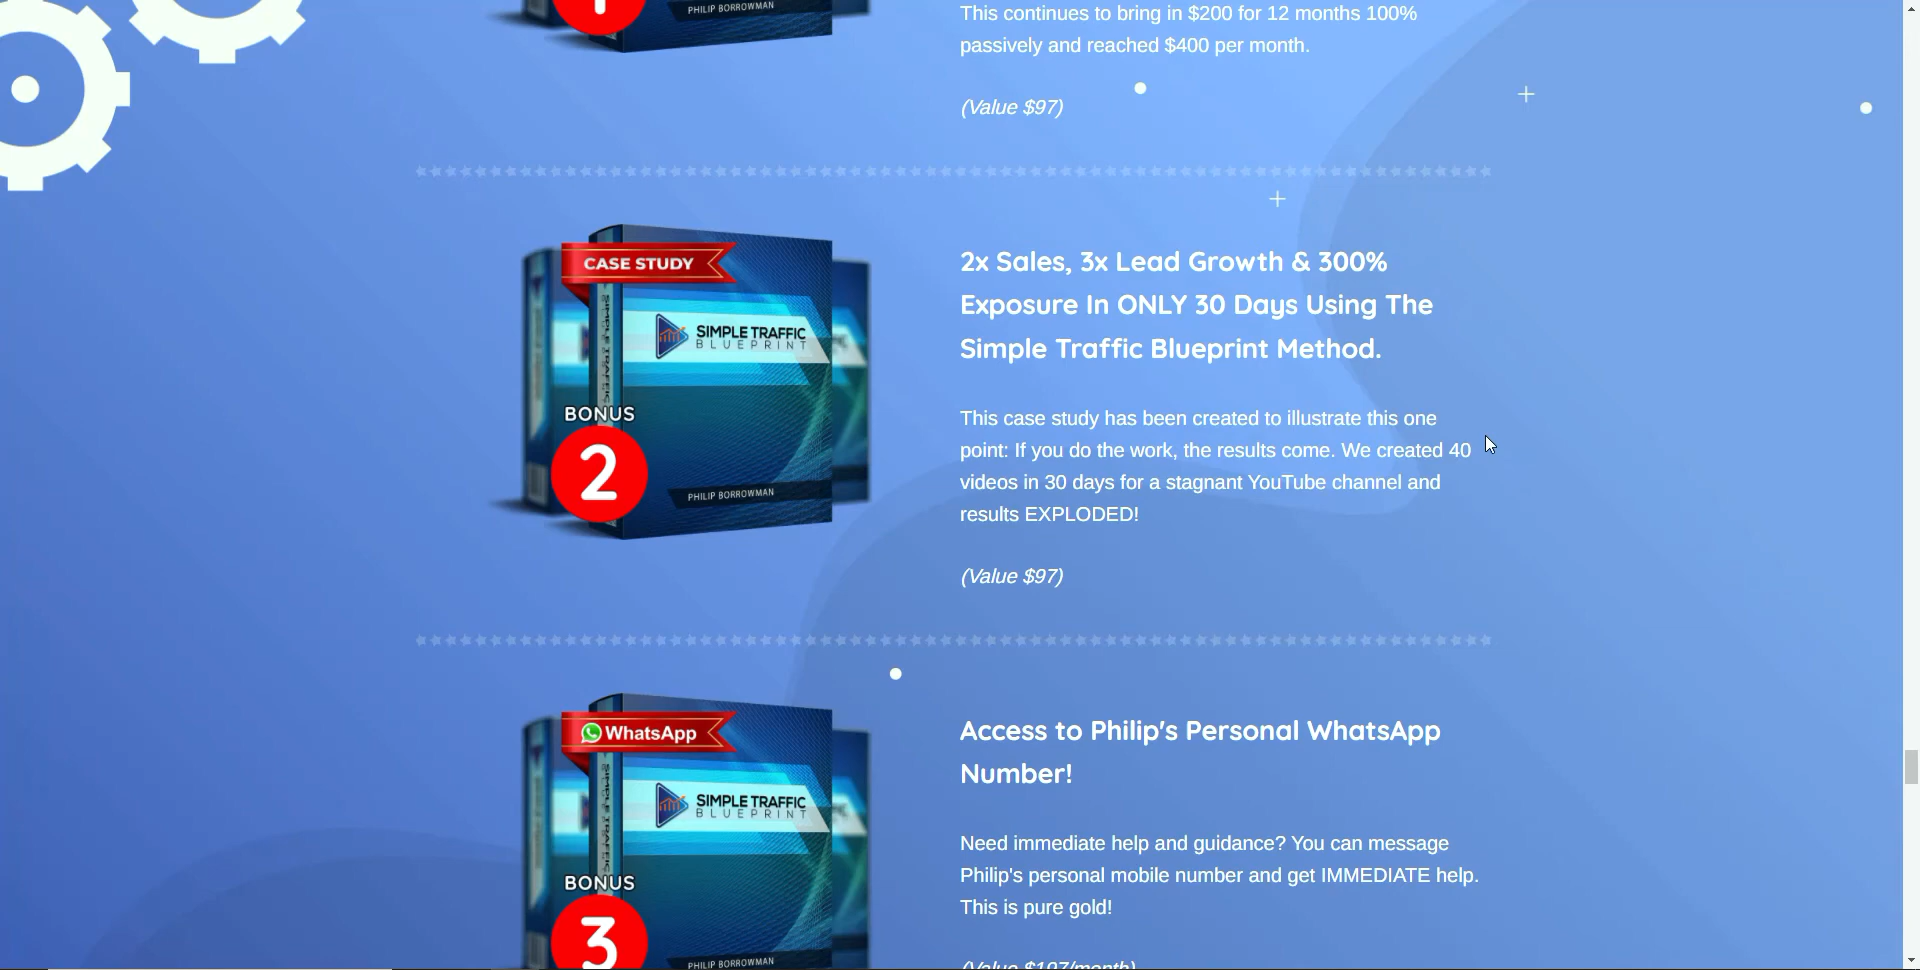 PHILIP BORROWMAN
This continues to bring in $200 for 12 months 100%
passively and reached $400 per month.
(Value $97)
CASE STUDY
SIMPLE TRAFFIC
BLUEPRINT
BONUS
2
PHILIP BORROWMAN
2x Sales, 3x Lead Growth & 300%
Exposure In ONLY 30 Days Using The
Simple Traffic Blueprint Method.
This case study has been created to illustrate this one
point: If you do the work, the results come. We created 40
videos in 30 days for a stagnant YouTube channel and
results EXPLODED!
(Value $97)
WhatsApp
SIMPLE TRAFFIC
BLUEPRINT
BONUS
3
PHILIP BORROWMAN
Access to Philip's Personal WhatsApp
Number!
Need immediate help and guidance? You can message
Philip's personal mobile number and get IMMEDIATE help.
This is pure gold!
(Value $197/month)